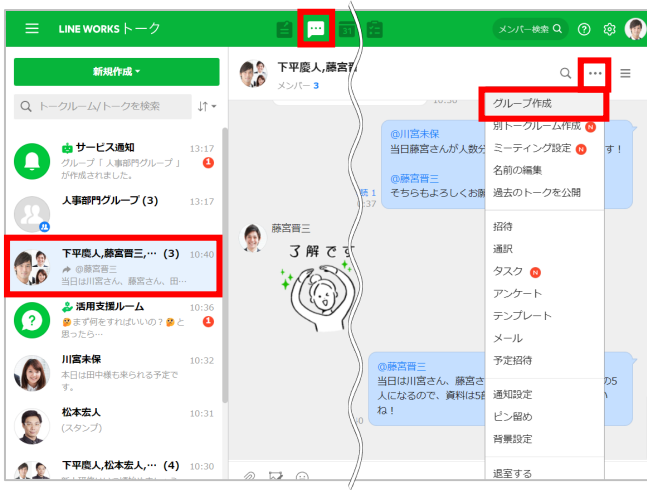 LINE WORKS トーク
31
メンバー検索
新規作成
トークルーム/トークを検索
サービス通知 13:17
グループ「 人事部門グループ 」
が作成されました。
1
人事部門グループ (3) 13:17
下平慶人,藤宮晋三,… (3) 10:40
@藤宮晋三
当日は川宮さん、藤宮さん、田…
活用支援ルーム 10:36
まず何をすればいいの？ と
思ったら…
1
川宮未保 10:32
本日は田中様も来られる予定で
す。
松本宏人 10:31
(スタンプ)
下平慶人,松本宏人,… (4) 10:30
下平慶人,藤宮晋
メンバー 3
10:36
@川宮未保
当日藤宮さんが人数分
す！
@藤宮晋三
そちらもよろしくお願
読 1
0:37
藤宮晋三
了解です
@藤宮晋三
当日は川宮さん、藤宮さ
の5
人になるので、資料は5部
い
ね！
グループ作成
別トークルーム作成 N
ミーティング設定 N
名前の編集
過去のトークを公開
招待
通訳
タスク N
アンケート
テンプレート
メール
予定招待
通知設定
ピン留め
背景設定
退室する